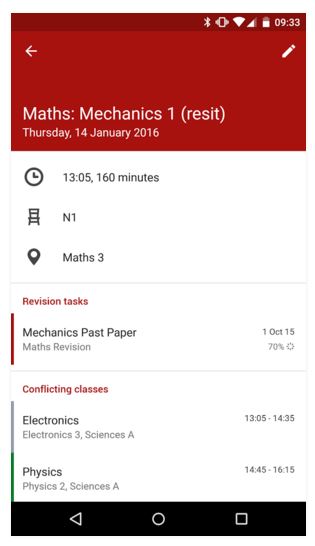 09:33
Maths: Mechanics 1 (resit)
Thursday, 14 January 2016
13:05, 160 minutes
N1
Maths 3
Revision tasks
Mechanics Past Paper 1 Oct 15
Maths Revision 70%
Conflicting classes
Electronics 13:05 - 14:35
Electronics 3, Sciences A
Physics 14:45 - 16:15
Physics 2, Sciences A